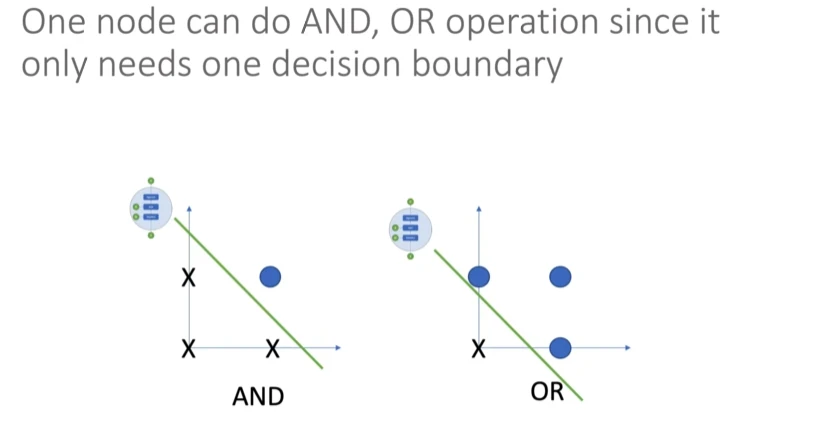 One node can do AND, OR operation since it
only needs one decision boundary
X
X
X
X
AND
OR